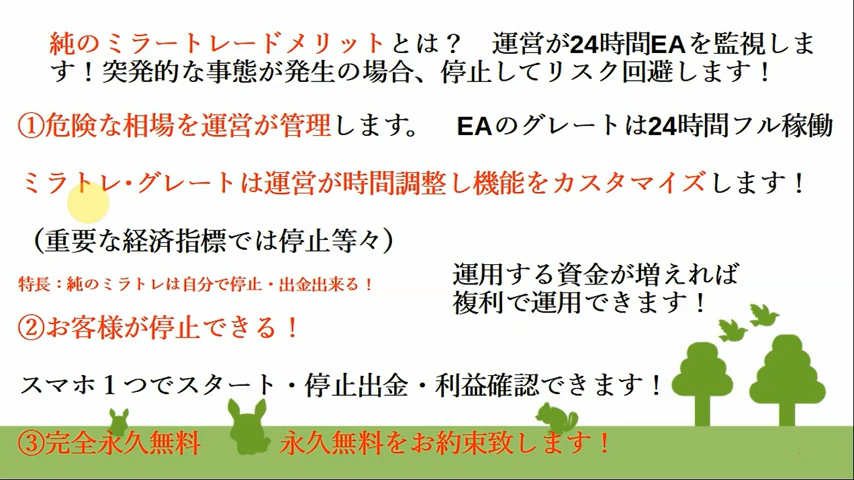 純のミラートレードメリットとは？　運営が24時間EAを監視しま
す！突発的な事態が発生の場合、停止してリスク回避します！
①危険な相場を運営が管理します。　EAのグレートは24時間フル稼働
ミラトレ・グレートは運営が時間調整し機能をカスタマイズします！
（重要な経済指標では停止等々）
特長：純のミラトレは自分で停止・出金出来る！
運用する資金が増えれば
複利で運用できます！
②お客様が停止できる！
スマホ１つでスタート・停止出金・利益確認できます！
③完全永久無料　　　永久無料をお約束致します！